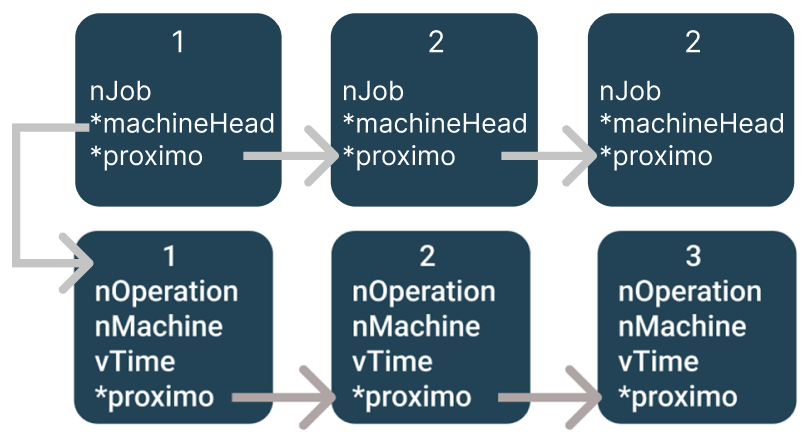 1
nJob
*machineHead
*proximo
2
nJob
*machineHead
*proximo
2
nJob
*machineHead
*proximo
1
nOperation
nMachine
vTime
*proximo
2
nOperation
nMachine
vTime
*proximo
3
nOperation
nMachine
vTime
*proximo